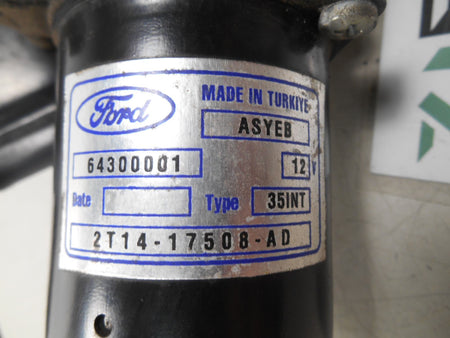 Ford
MADE IN TURKIYE
ASYEB
64300001
12 V
Date
Type 35INT
2T14-17508-AD